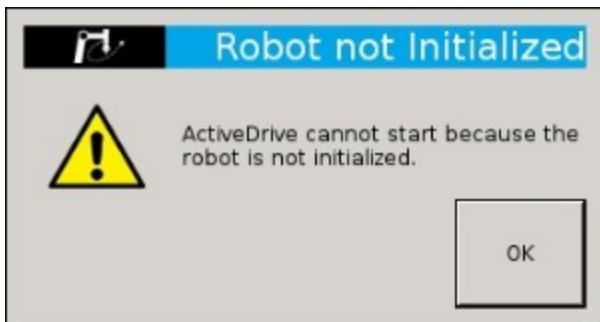 Robot not Initialized
ActiveDrive cannot start because the
robot is not initialized.
OK